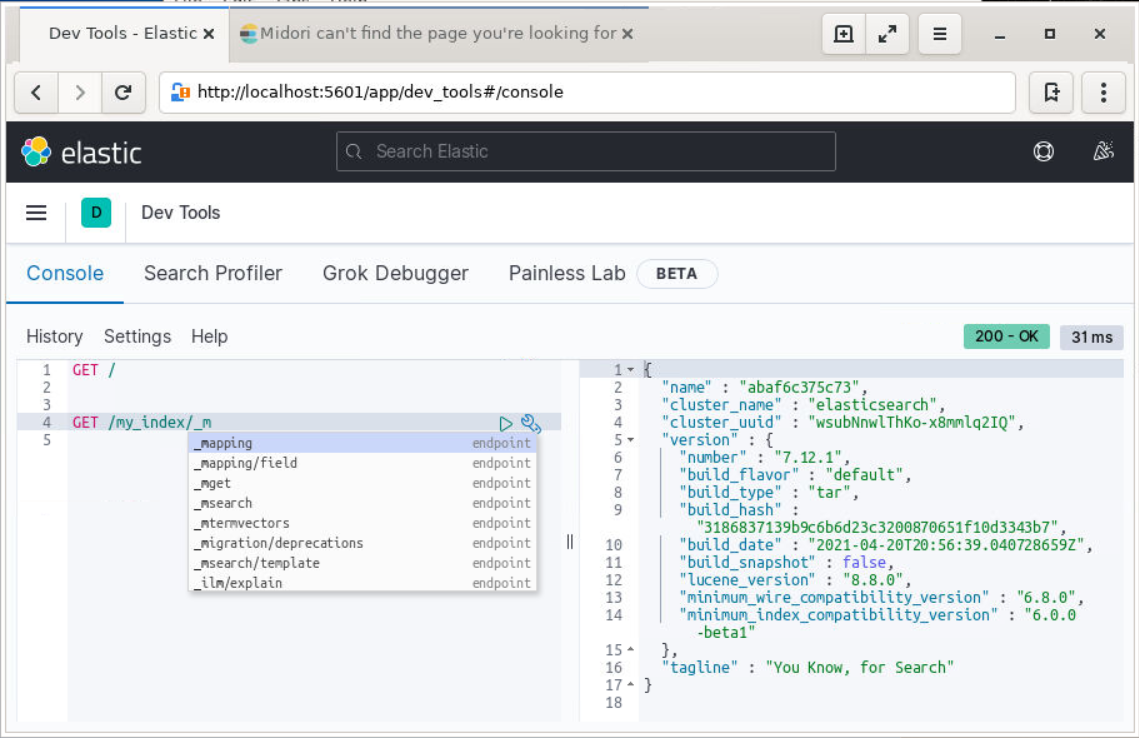 Dev Tools - Elastic ×
Midori can't find the page you're looking for ×
http://localhost:5601/app/dev_tools#/console
elastic
Search Elastic
D
Dev Tools
Console
Search Profiler
Grok Debugger
Painless Lab
BETA
History
Settings
Help
200 - OK
31 ms
1 GET /
2
3
4 GET /my_index/_m
5
_mapping endpoint
_mapping/field endpoint
_mget endpoint
_msearch endpoint
_mtermvectors endpoint
_migration/deprecations endpoint
_msearch/template endpoint
_ilm/explain endpoint
1 {
2 "name" : "abaf6c375c73",
3 "cluster_name" : "elasticsearch",
4 "cluster_uuid" : "wsubNnwlThKo-x8mmlq2IQ",
5 "version" : {
6 "number" : "7.12.1",
7 "build_flavor" : "default",
8 "build_type" : "tar",
9 "build_hash" :
"3186837139b9c6b6d23c3200870651f10d3343b7",
10 "build_date" : "2021-04-20T20:56:39.040728659Z",
11 "build_snapshot" : false,
12 "lucene_version" : "8.8.0",
13 "minimum_wire_compatibility_version" : "6.8.0",
14 "minimum_index_compatibility_version" : "6.0.0
-beta1"
15 },
16 "tagline" : "You Know, for Search"
17 }
18